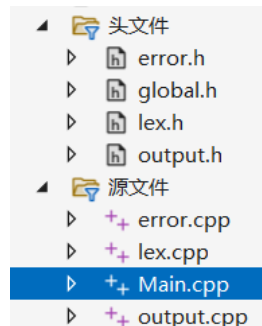 头文件
error.h
global.h
lex.h
output.h
源文件
error.cpp
lex.cpp
Main.cpp
output.cpp